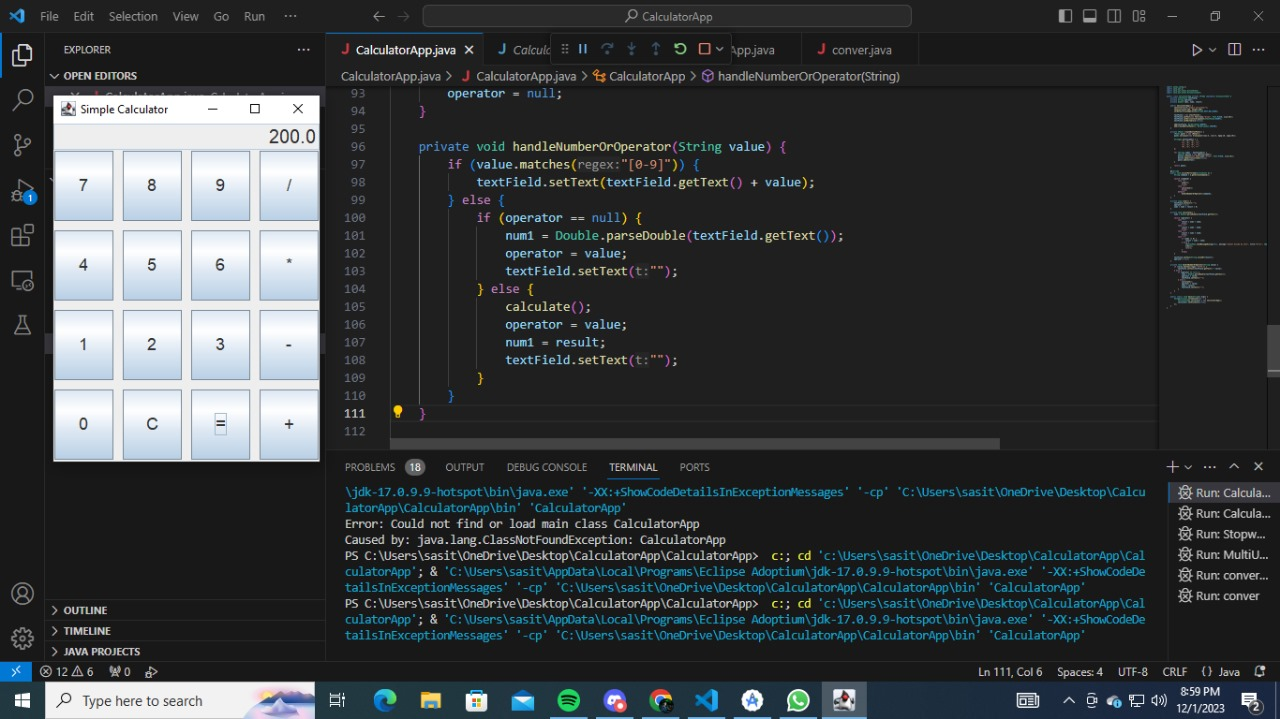 File Edit Selection View Go Run ··· CalculatorApp
EXPLORER ···
OPEN EDITORS
CalculatorApp.java
App.java
conver.java
CalculatorApp.java > CalculatorApp.java > CalculatorApp > handleNumberOrOperator(String)
Simple Calculator
200.0
7 8 9 /
4 5 6 *
1 2 3 -
0 C = +
93 operator = null;
94 }
95
96 private void handleNumberOrOperator(String value) {
97 if (value.matches(regex:"[0-9]")) {
98 textField.setText(textField.getText() + value);
99 } else {
100 if (operator == null) {
101 num1 = Double.parseDouble(textField.getText());
102 operator = value;
103 textField.setText(t:"");
104 } else {
105 calculate();
106 operator = value;
107 num1 = result;
108 textField.setText(t:"");
109 }
110 }
111 }
112
PROBLEMS 18 OUTPUT DEBUG CONSOLE TERMINAL PORTS
\jdk-17.0.9.9-hotspot\bin\java.exe' '-XX:+ShowCodeDetailsInExceptionMessages' '-cp' 'C:\Users\sasit\OneDrive\Desktop\Calcu
latorApp\CalculatorApp\bin' 'CalculatorApp'
Error: Could not find or load main class CalculatorApp
Caused by: java.lang.ClassNotFoundException: CalculatorApp
PS C:\Users\sasit\OneDrive\Desktop\CalculatorApp\CalculatorApp> c:; cd 'c:\Users\sasit\OneDrive\Desktop\CalculatorApp\Cal
culatorApp'; & 'C:\Users\sasit\AppData\Local\Programs\Eclipse Adoptium\jdk-17.0.9.9-hotspot\bin\java.exe' '-XX:+ShowCodeDe
tailsInExceptionMessages' '-cp' 'C:\Users\sasit\OneDrive\Desktop\CalculatorApp\CalculatorApp\bin' 'CalculatorApp'
PS C:\Users\sasit\OneDrive\Desktop\CalculatorApp\CalculatorApp> c:; cd 'c:\Users\sasit\OneDrive\Desktop\CalculatorApp\Cal
culatorApp'; & 'C:\Users\sasit\AppData\Local\Programs\Eclipse Adoptium\jdk-17.0.9.9-hotspot\bin\java.exe' '-XX:+ShowCodeDe
tailsInExceptionMessages' '-cp' 'C:\Users\sasit\OneDrive\Desktop\CalculatorApp\CalculatorApp\bin' 'CalculatorApp'
Run: Calcula...
Run: Calcula...
Run: Stopw...
Run: MultiU...
Run: conver...
Run: conver
OUTLINE
TIMELINE
JAVA PROJECTS
12 6 0
Ln 111, Col 6 Spaces: 4 UTF-8 CRLF {} Java
Type here to search
8:59 PM
12/1/2023
2